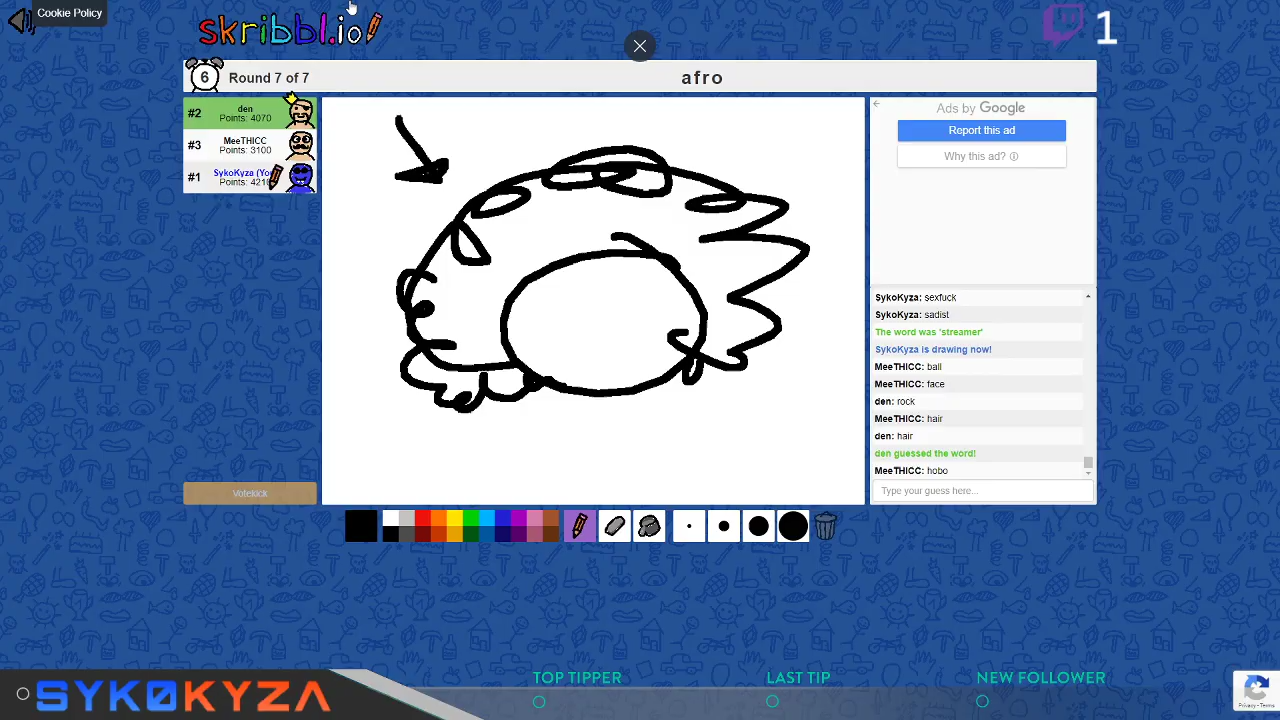 Cookie Policy
skribbl.io
1
6
Round 7 of 7
afro
#2
den
Points: 4070
#3
MeeTHICC
Points: 3100
#1
SykoKyza
Points:
Ads by Google
Report this ad
Why this ad?
SykoKyza: sexfuck
SykoKyza: sadist
The word was 'streamer'
SykoKyza is drawing now!
MeeTHICC: ball
MeeTHICC: face
den: rock
MeeTHICC: hair
den: hair
den guessed the word!
MeeTHICC: hobo
Type your guess here...
Votekick
SYK0KYZA
TOP TIPPER
LAST TIP
NEW FOLLOWER
Privacy - Terms